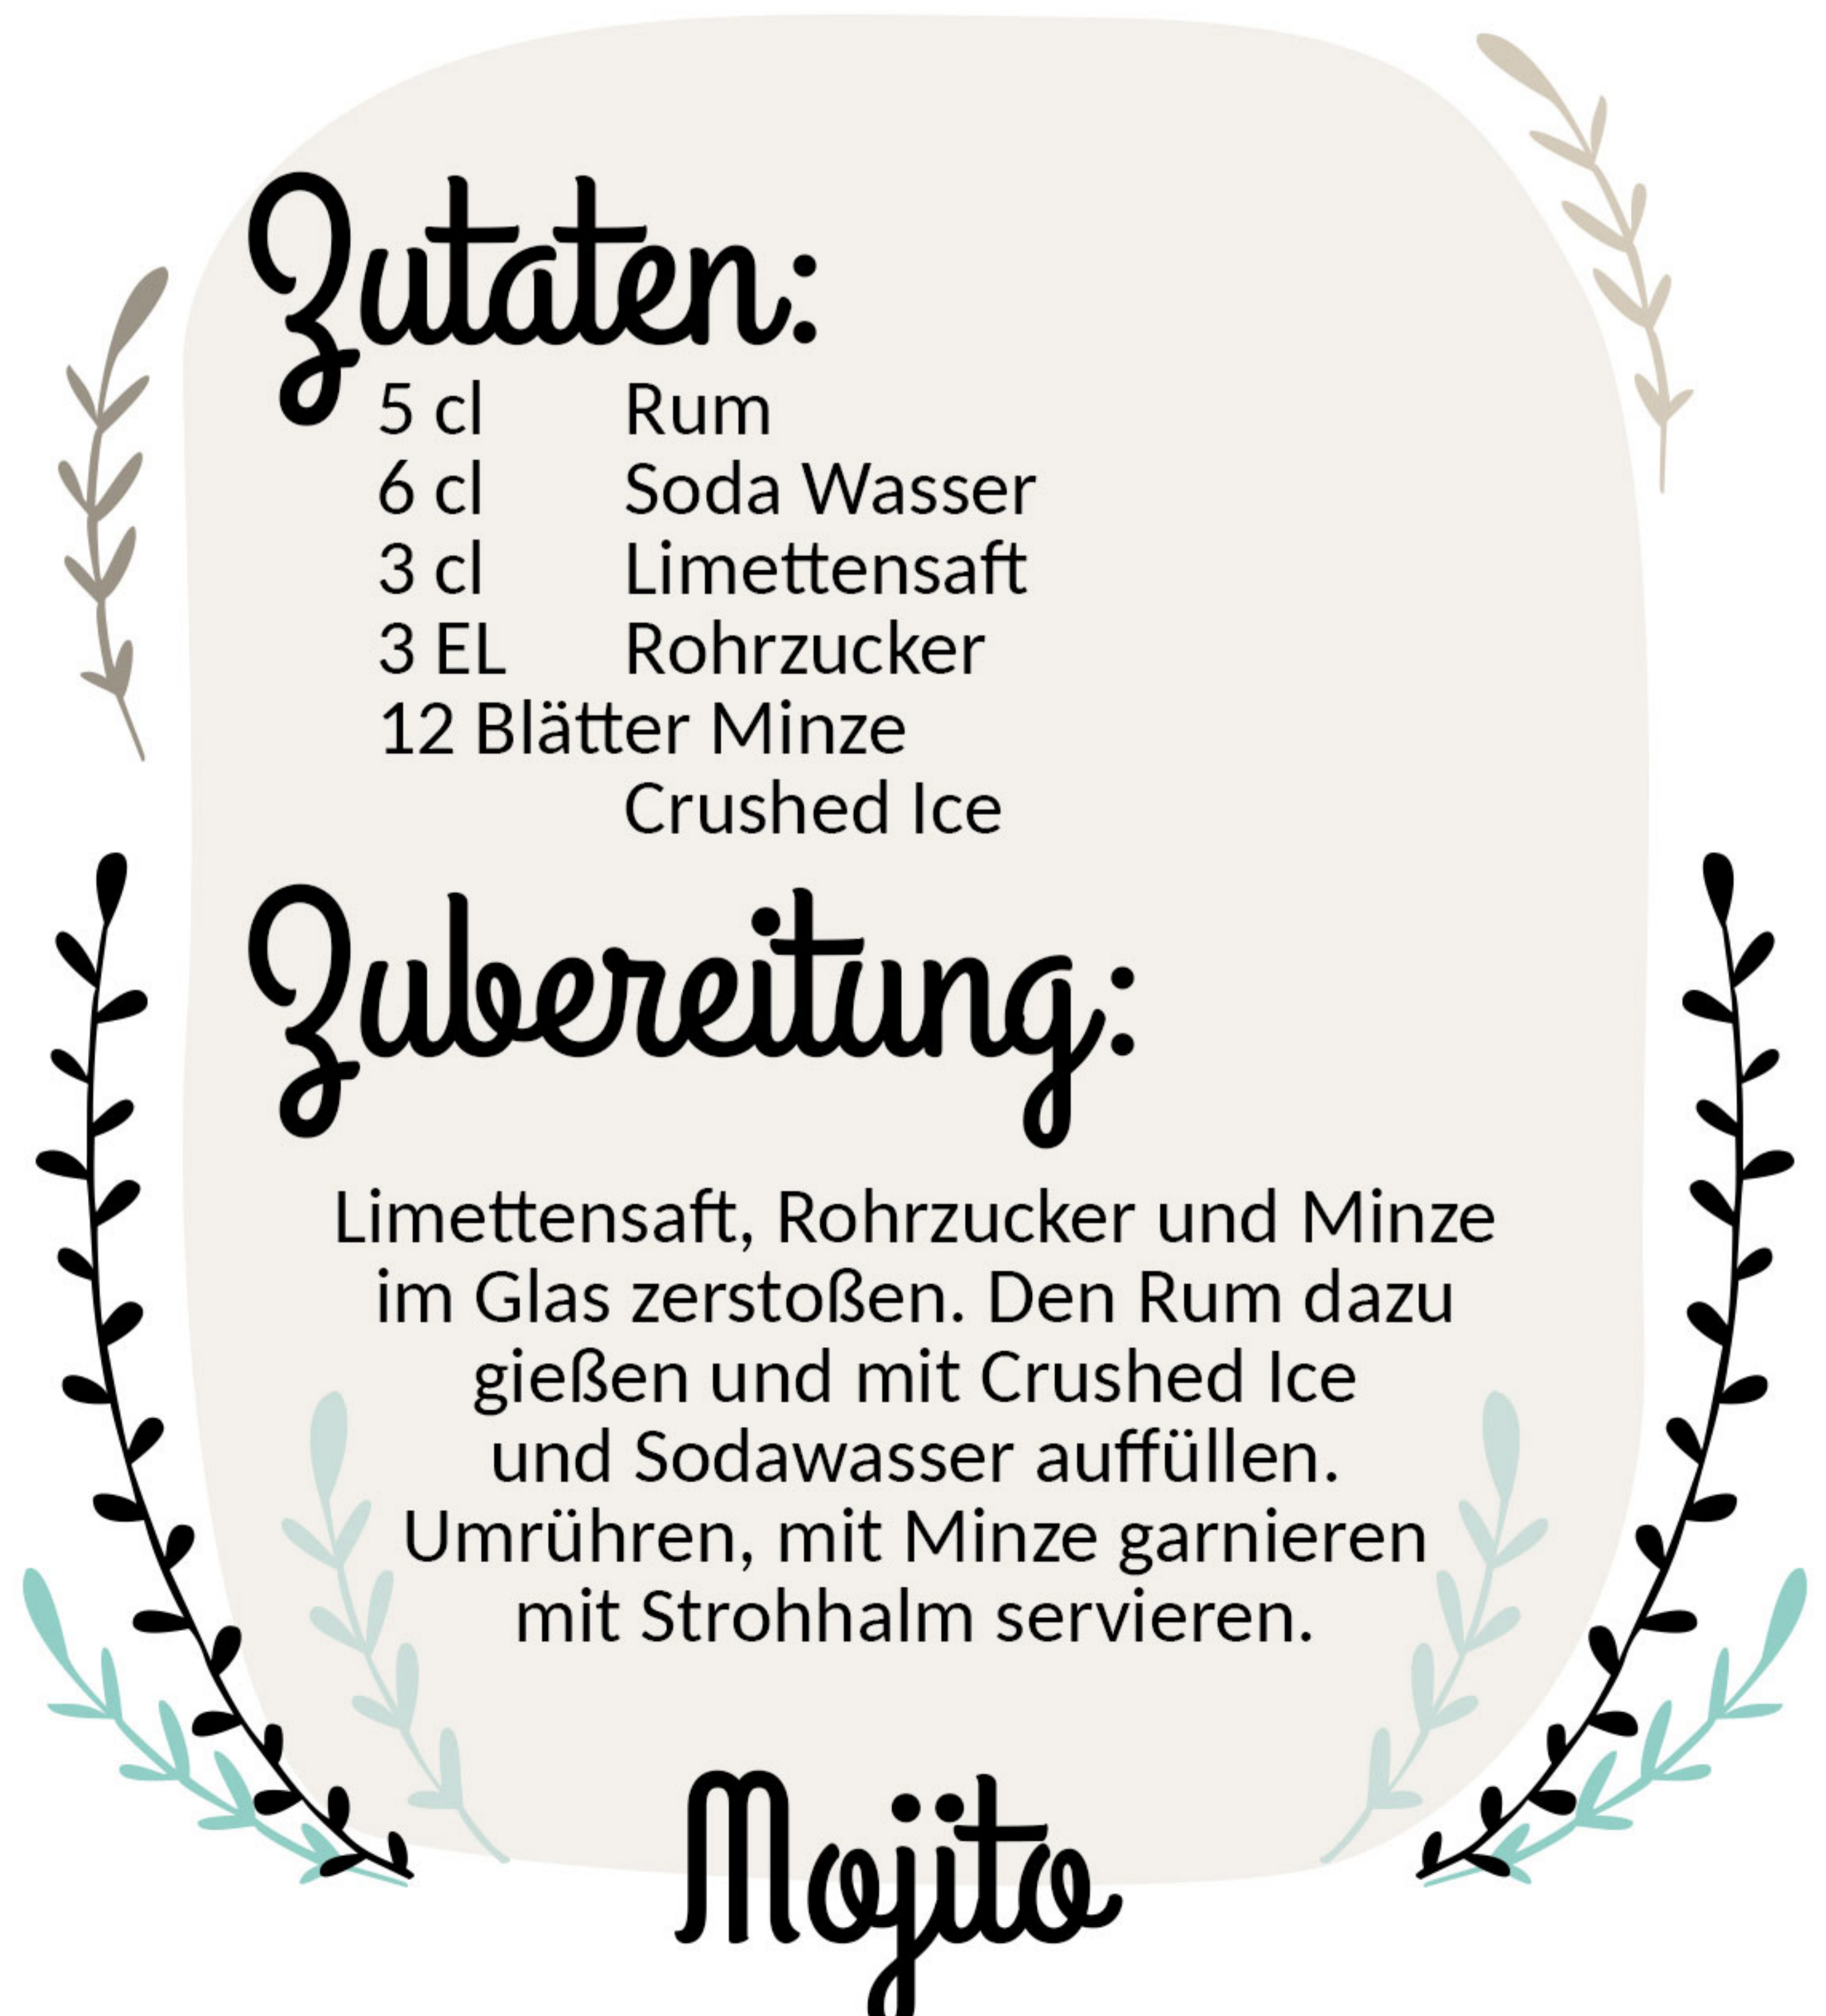 Zutaten:
5 cl Rum
6 cl Soda Wasser
3 cl Limettensaft
3 EL Rohrzucker
12 Blätter Minze
Crushed Ice
Zubereitung:
Limettensaft, Rohrzucker und Minze
im Glas zerstoßen. Den Rum dazu
gießen und mit Crushed Ice
und Sodawasser auffüllen.
Umrühren, mit Minze garnieren
mit Strohhalm servieren.
Mojito